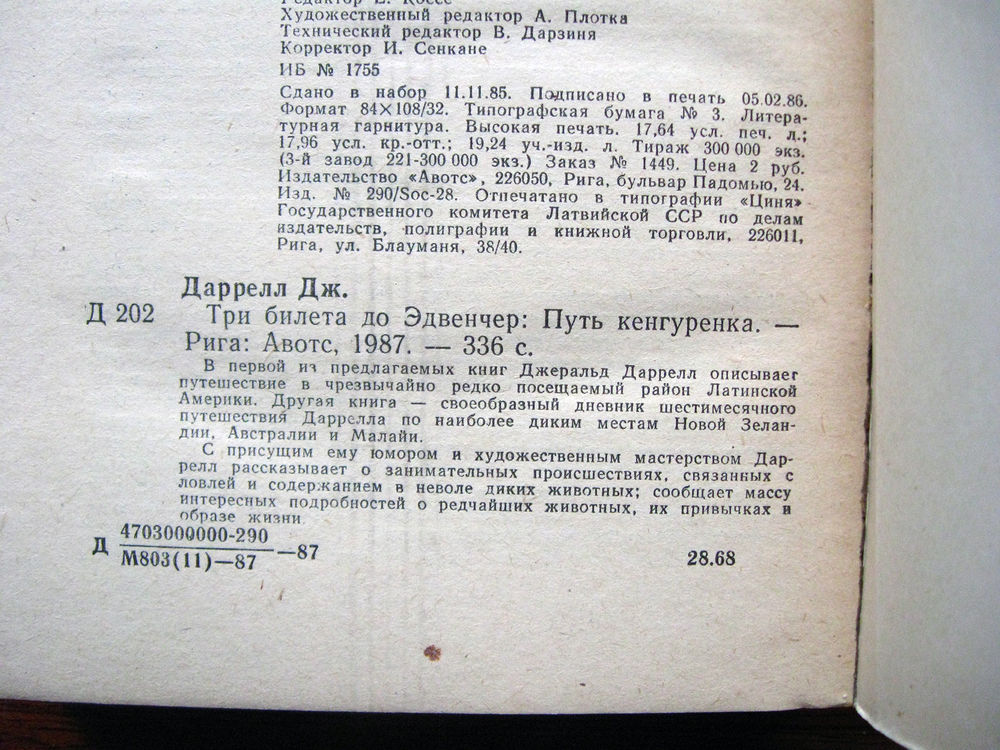 Редактор Е. Коссе
Художественный редактор А. Плотка
Технический редактор В. Дарзиня
Корректор И. Сенкане
ИБ № 1755
Сдано в набор 11.11.85. Подписано в печать 05.02.86.
Формат 84×108/32. Типографская бумага № 3. Литера-
турная гарнитура. Высокая печать. 17,64 усл. печ. л.;
17,96 усл. кр.-отт.; 19,24 уч.-изд. л. Тираж 300 000 экз.
(3-й завод 221-300 000 экз.) Заказ № 1449. Цена 2 руб.
Издательство «Авотс», 226050, Рига, бульвар Падомью, 24.
Изд. № 290/Soc-28. Отпечатано в типографии «Циня»
Государственного комитета Латвийской ССР по делам
издательств, полиграфии и книжной торговли, 226011,
Рига, ул. Блауманя, 38/40.
Даррелл Дж.
Д 202 Три билета до Эдвенчер: Путь кенгуренка. —
Рига: Авотс, 1987. — 336 с.
В первой из предлагаемых книг Джеральд Даррелл описывает
путешествие в чрезвычайно редко посещаемый район Латинской
Америки. Другая книга — своеобразный дневник шестимесячного
путешествия Даррелла по наиболее диким местам Новой Зелан-
дии, Австралии и Малайи.
С присущим ему юмором и художественным мастерством Дар-
релл рассказывает о занимательных происшествиях, связанных с
ловлей и содержанием в неволе диких животных; сообщает массу
интересных подробностей о редчайших животных, их привычках и
образе жизни.
4703000000-290
Д —87 28.68
М803(11)—87